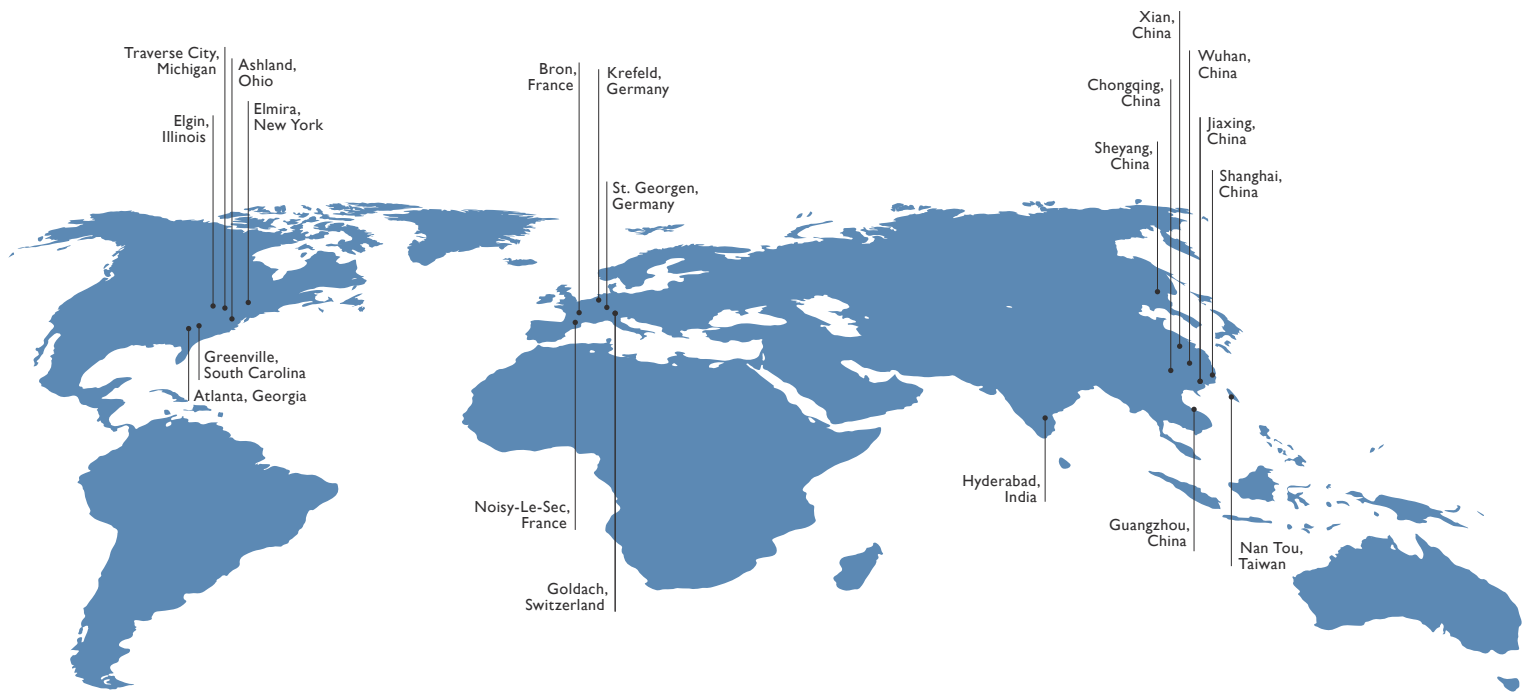 Traverse City,
Michigan
Ashland,
Ohio
Elgin,
Illinois
Elmira,
New York
Greenville,
South Carolina
Atlanta, Georgia
Bron,
France
Krefeld,
Germany
St. Georgen,
Germany
Noisy-Le-Sec,
France
Goldach,
Switzerland
Xian,
China
Wuhan,
China
Chongqing,
China
Jiaxing,
China
Sheyang,
China
Shanghai,
China
Hyderabad,
India
Guangzhou,
China
Nan Tou,
Taiwan